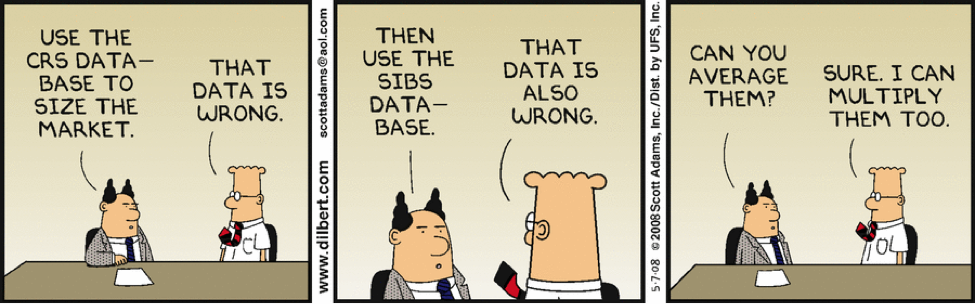 USE THE
CRS DATA—
BASE TO
SIZE THE
MARKET.
THAT
DATA IS
WRONG.
www.dilbert.com
scottadams@aol.com
THEN
USE THE
SIBS
DATA—
BASE.
THAT
DATA IS
ALSO
WRONG.
5-7-08 ©2008 Scott Adams, Inc./Dist. by UFS, Inc.
CAN YOU
AVERAGE
THEM?
SURE. I CAN
MULTIPLY
THEM TOO.